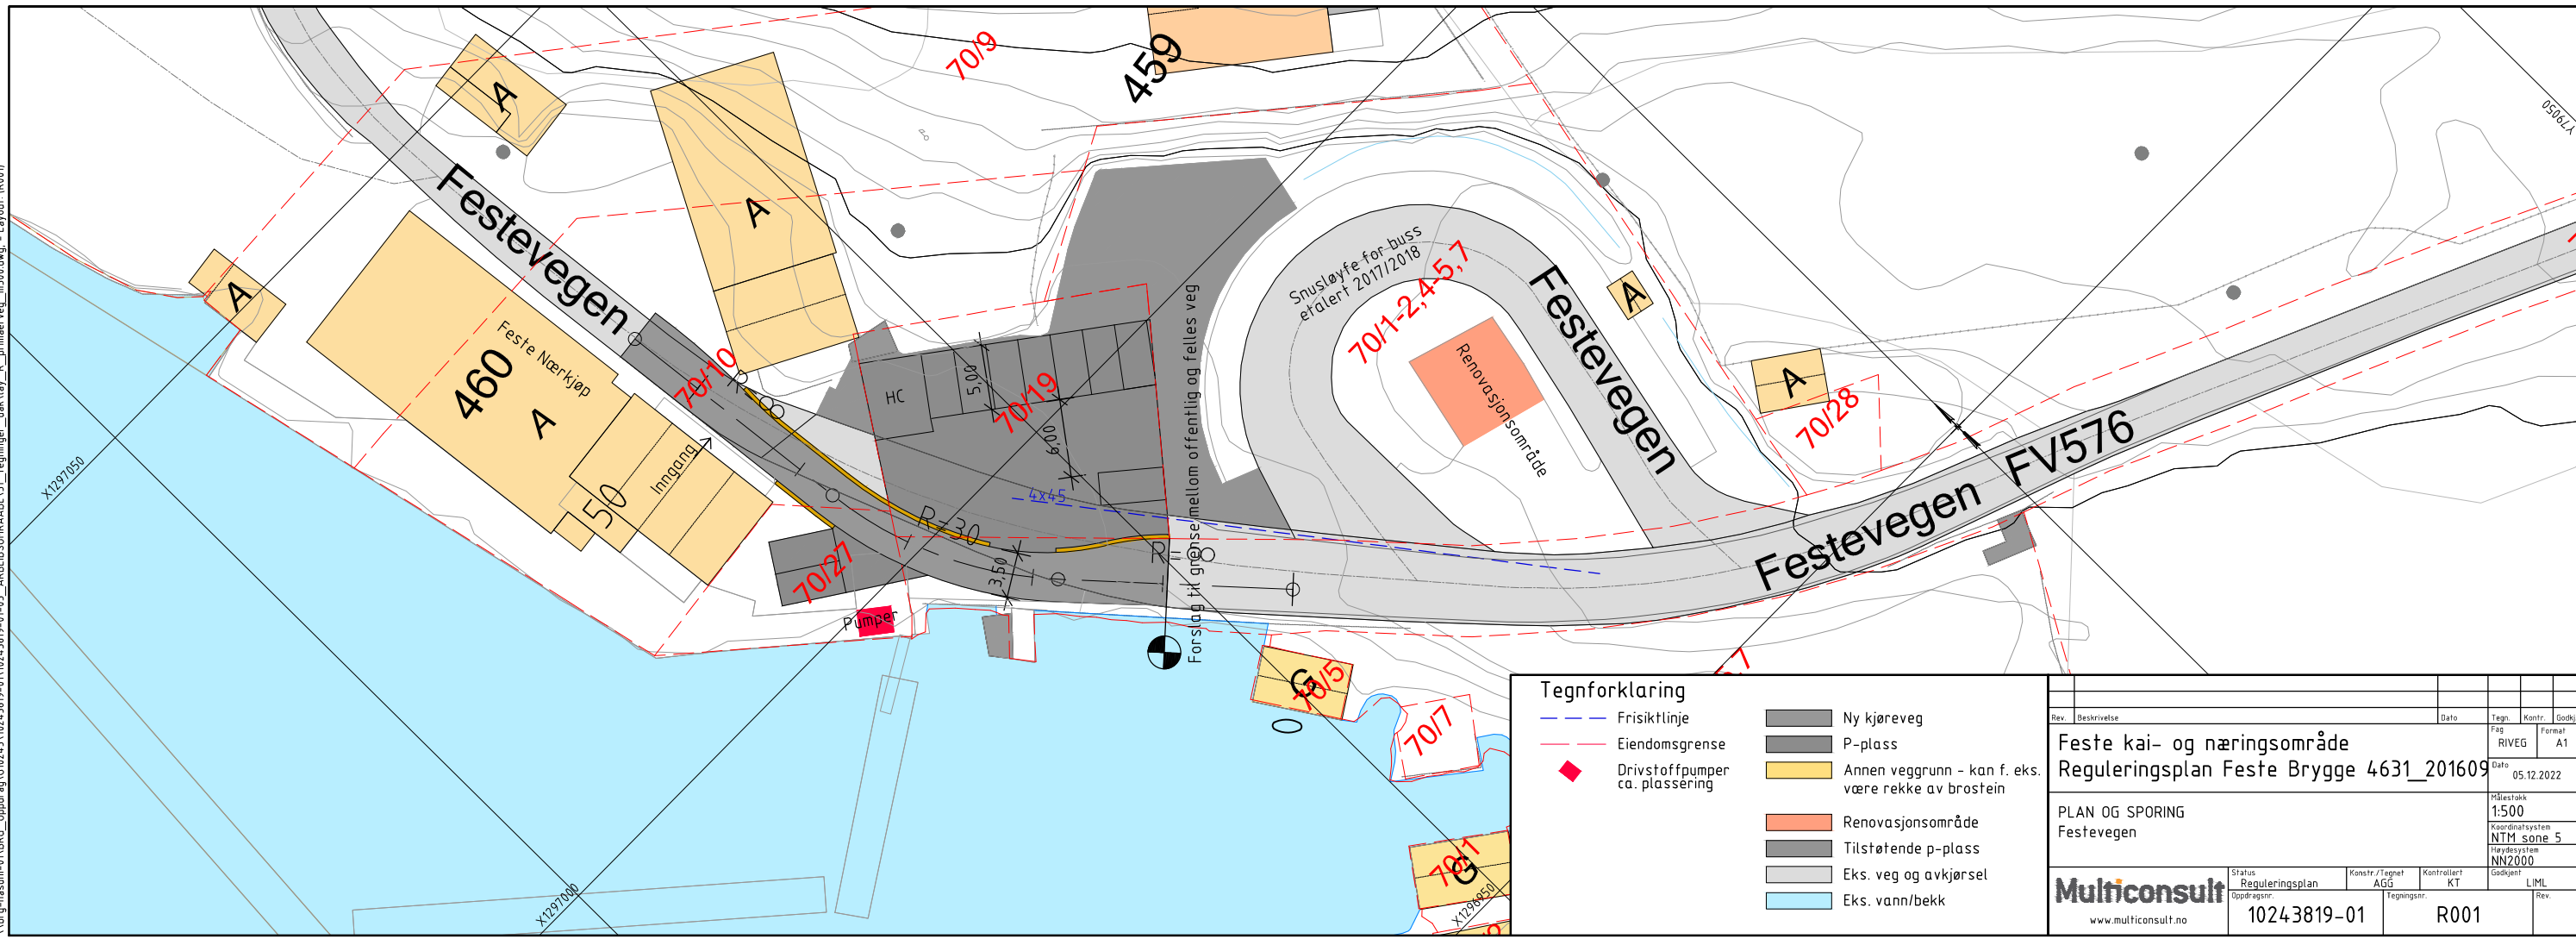 70/9
459
A
A
Festevegen
A
Feste Nærkjøp
460
A
50
Inngang
70/10
HC
5,00
70/19
6,00
4x45
R=30
3,50
70/27
Pumper
Forslag til grense mellom offentlig og felles veg
Snusløyfe for buss
etalert 2017/2018
70/1-2,4-5,7
Renovasjonsområde
Festevegen
A
A
70/28
Festevegen FV576
Y79050
X1297050
X1297000
X1296950
G
70/5
70/7
70/1
G
Tegnforklaring
Frisiktlinje
Eiendomsgrense
Drivstoffpumper
ca. plassering
Ny kjøreveg
P-plass
Annen veggrunn - kan f. eks.
være rekke av brostein
Renovasjonsområde
Tilstøtende p-plass
Eks. veg og avkjørsel
Eks. vann/bekk
Rev. Beskrivelse Dato Tegn. Kontr. Godkj
Feste kai- og næringsområde
Reguleringsplan Feste Brygge 4631_201609
Fag
RIVEG
Format
A1
Dato
05.12.2022
PLAN OG SPORING
Festevegen
Målestokk
1:500
Koordinatsystem
NTM sone 5
Høydesystem
NN2000
Multiconsult
www.multiconsult.no
Status
Reguleringsplan
Konstr./Tegnet
AGG
Kontrollert
KT
Godkjent
LIML
Oppdragsnr.
10243819-01
Tegningsnr.
R001
Rev.